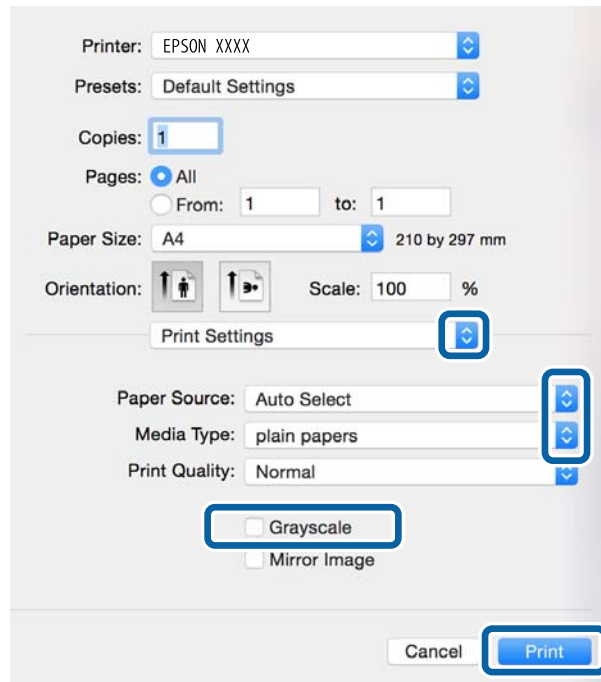 Printer: EPSON XXXX
Presets: Default Settings
Copies: 1
Pages: All
From: 1 to: 1
Paper Size: A4 210 by 297 mm
Orientation: Scale: 100 %
Print Settings
Paper Source: Auto Select
Media Type: plain papers
Print Quality: Normal
Grayscale
Mirror Image
Cancel Print